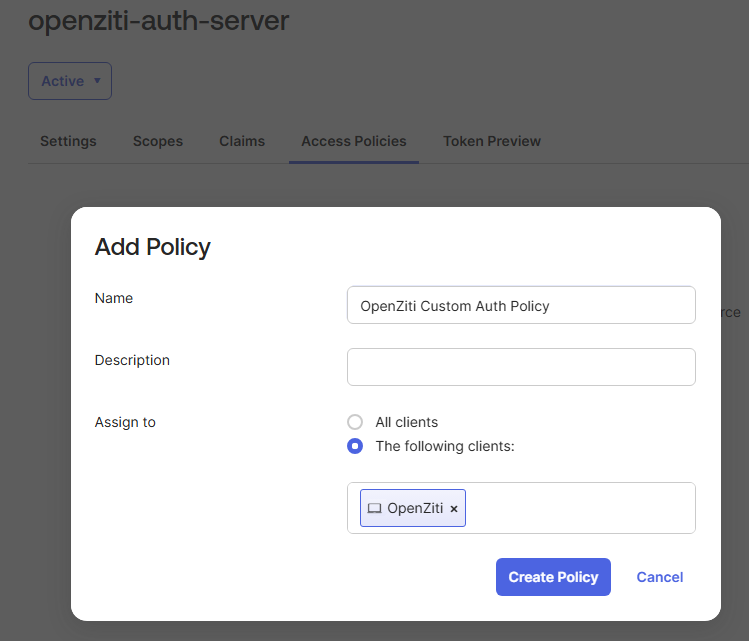 openziti-auth-server
Active
Settings Scopes Claims Access Policies Token Preview
Add Policy
Name
OpenZiti Custom Auth Policy
rce
Description
Assign to
All clients
The following clients:
OpenZiti ×
Create Policy Cancel